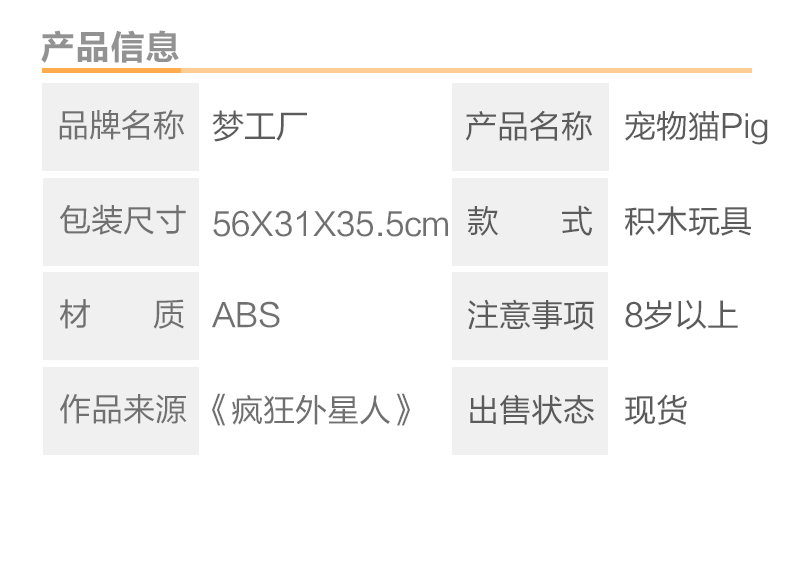 产品信息
品牌名称 梦工厂 产品名称 宠物猫Pig
包装尺寸 56X31X35.5cm 款 式 积木玩具
材 质 ABS 注意事项 8岁以上
作品来源 《疯狂外星人》 出售状态 现货